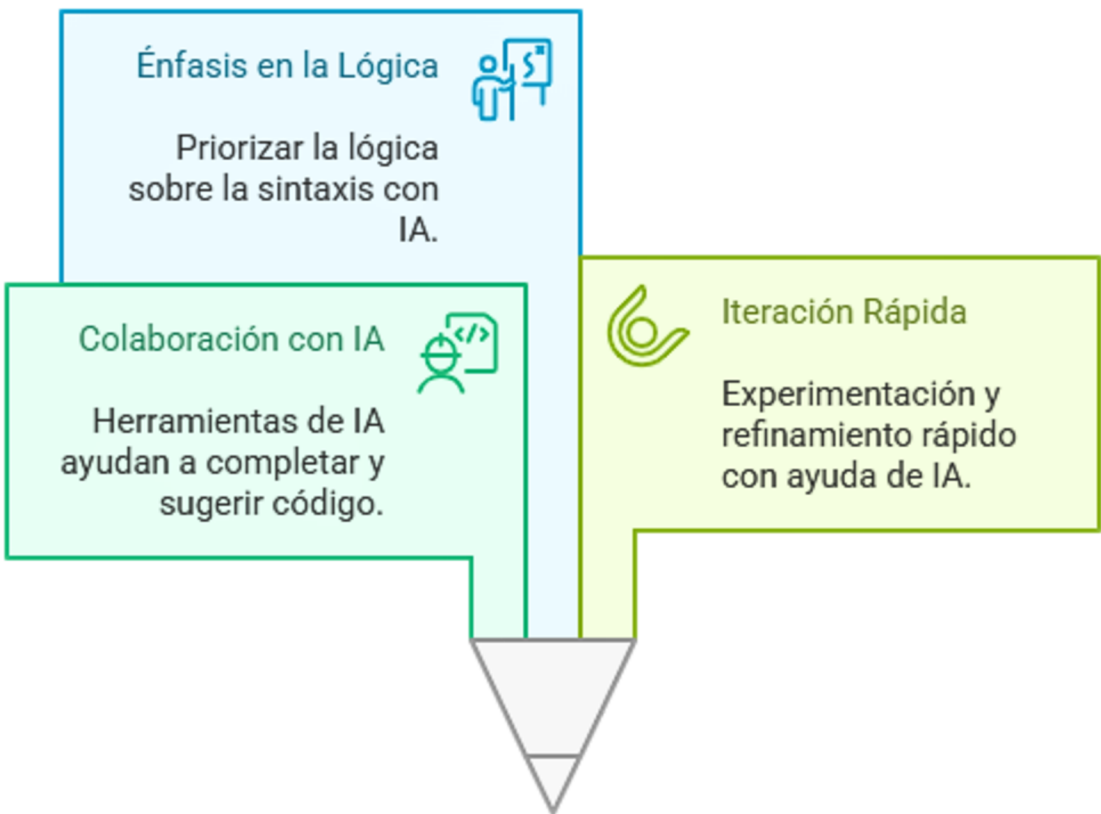 Énfasis en la Lógica
Priorizar la lógica
sobre la sintaxis con
IA.
Colaboración con IA
Herramientas de IA
ayudan a completar y
sugerir código.
Iteración Rápida
Experimentación y
refinamiento rápido
con ayuda de IA.